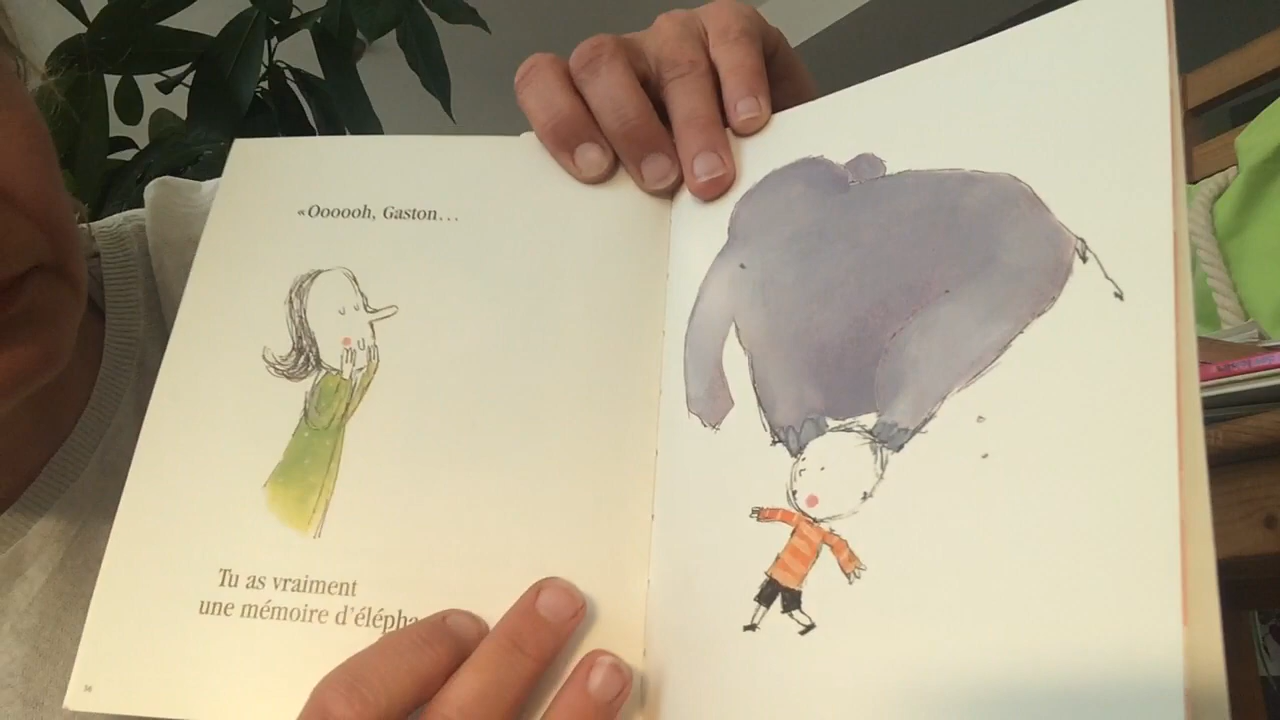 «Oooooh, Gaston...
Tu as vraiment
une mémoire d'élépha